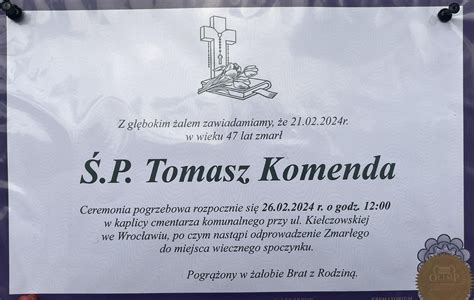 Z głębokim żalem zawiadamiamy, że 21.02.2024r.
w wieku 47 lat zmarł
Ś.P. Tomasz Komenda
Ceremonia pogrzebowa rozpocznie się 26.02.2024 r. o godz. 12:00
w kaplicy cmentarza komunalnego przy ul. Kiełczowskiej
we Wrocławiu, po czym nastąpi odprowadzenie Zmarłego
do miejsca wiecznego spoczynku.
Pogrążony w żałobie Brat z Rodziną.